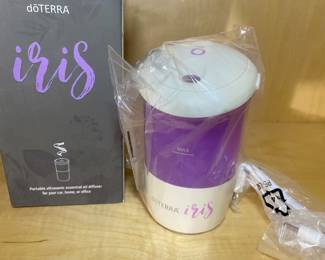 dōTERRA
iris
Portable ultrasonic essential oil diffuser
for your car, home, or office
MAX
dōTERRA iris